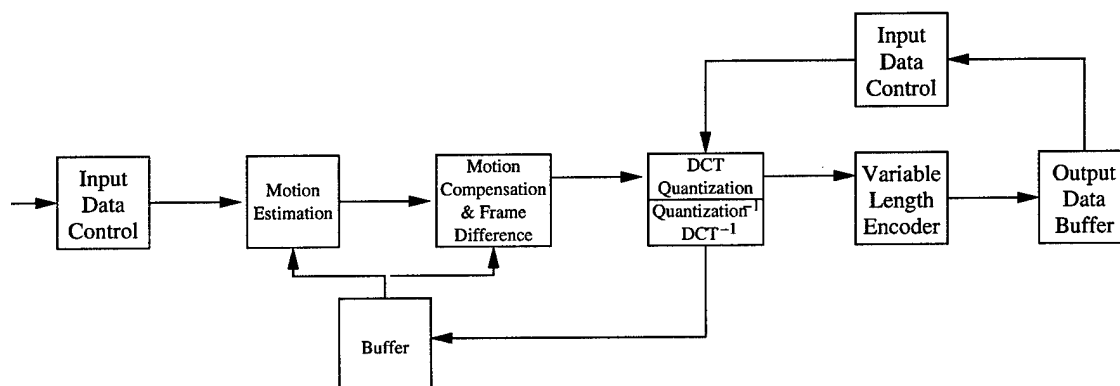 Input
Data
Control
Input
Data
Control
Motion
Estimation
Motion
Compensation
& Frame
Difference
DCT
Quantization
Quantization⁻¹
DCT⁻¹
Variable
Length
Encoder
Output
Data
Buffer
Buffer